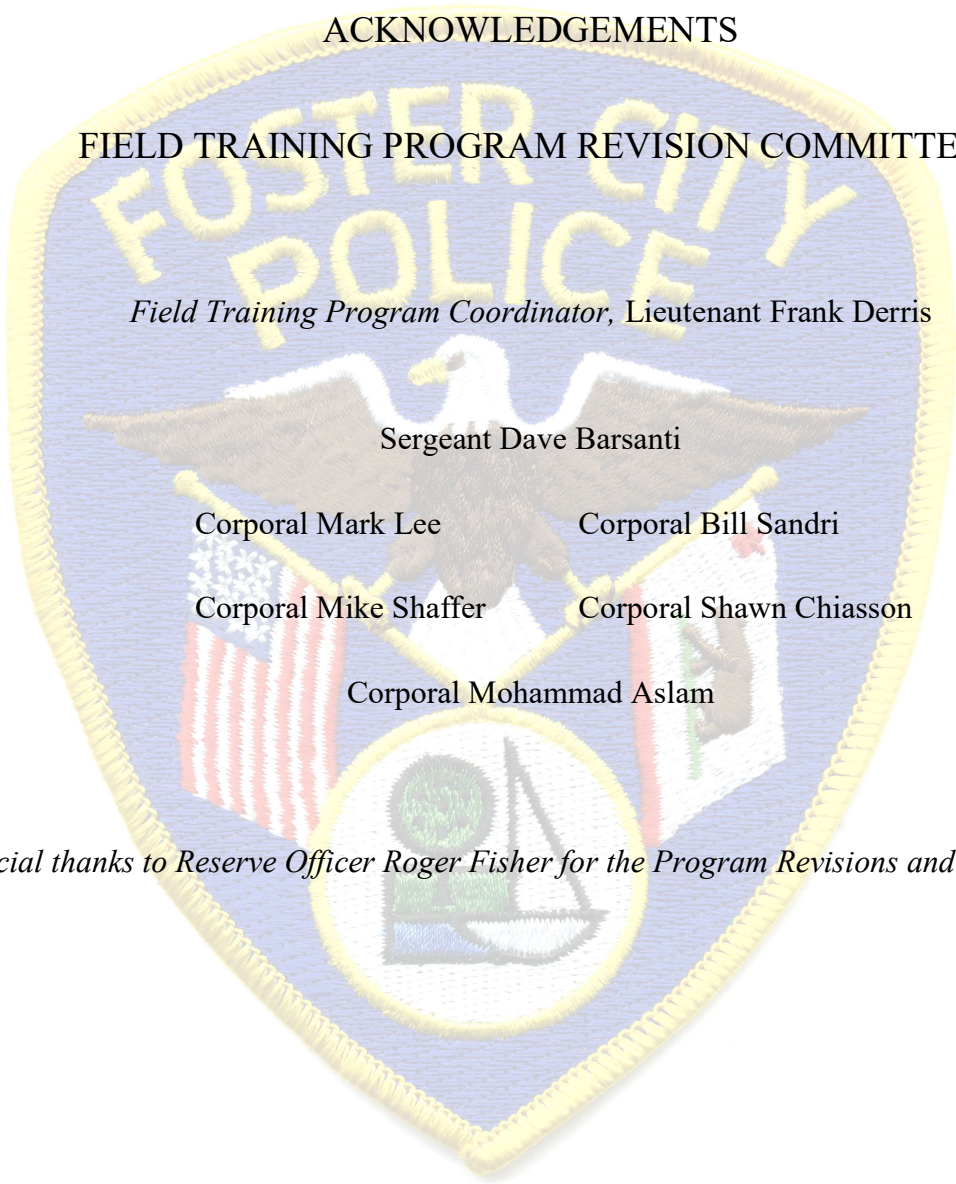 ACKNOWLEDGEMENTS
FIELD TRAINING PROGRAM REVISION COMMITTE
FOSTER CITY
POLICE
Field Training Program Coordinator, Lieutenant Frank Derris
Sergeant Dave Barsanti
Corporal Mark Lee Corporal Bill Sandri
Corporal Mike Shaffer Corporal Shawn Chiasson
Corporal Mohammad Aslam
cial thanks to Reserve Officer Roger Fisher for the Program Revisions and